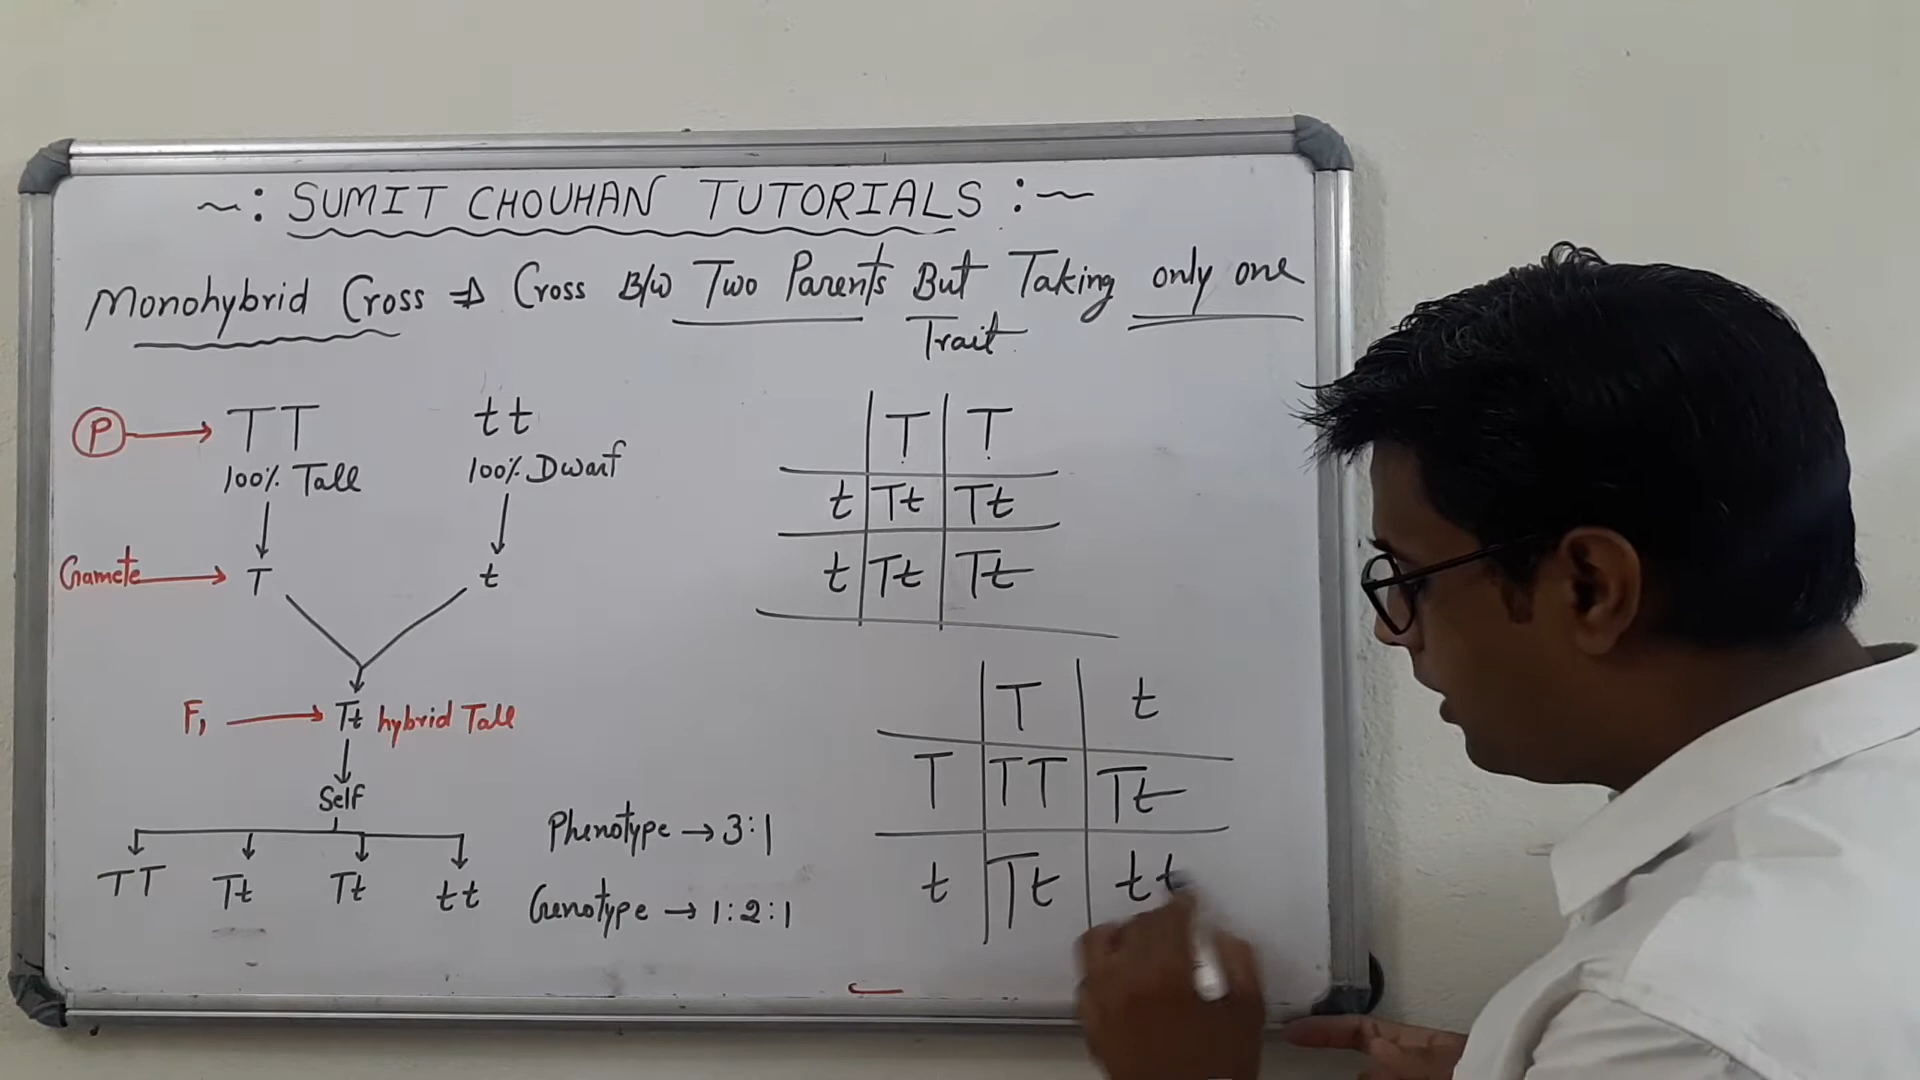 ~: SUMIT CHOUHAN TUTORIALS :~
Monohybrid Cross ⇒ Cross B/w Two Parents But Taking only one
Trait
P → TT tt
100% Tall 100% Dwarf
Gamete → T t
F1 → Tt hybrid Tall
Self
TT Tt Tt tt
Phenotype → 3:1
Genotype → 1:2:1
T T
t Tt Tt
t Tt Tt
T t
T TT Tt
t Tt tt